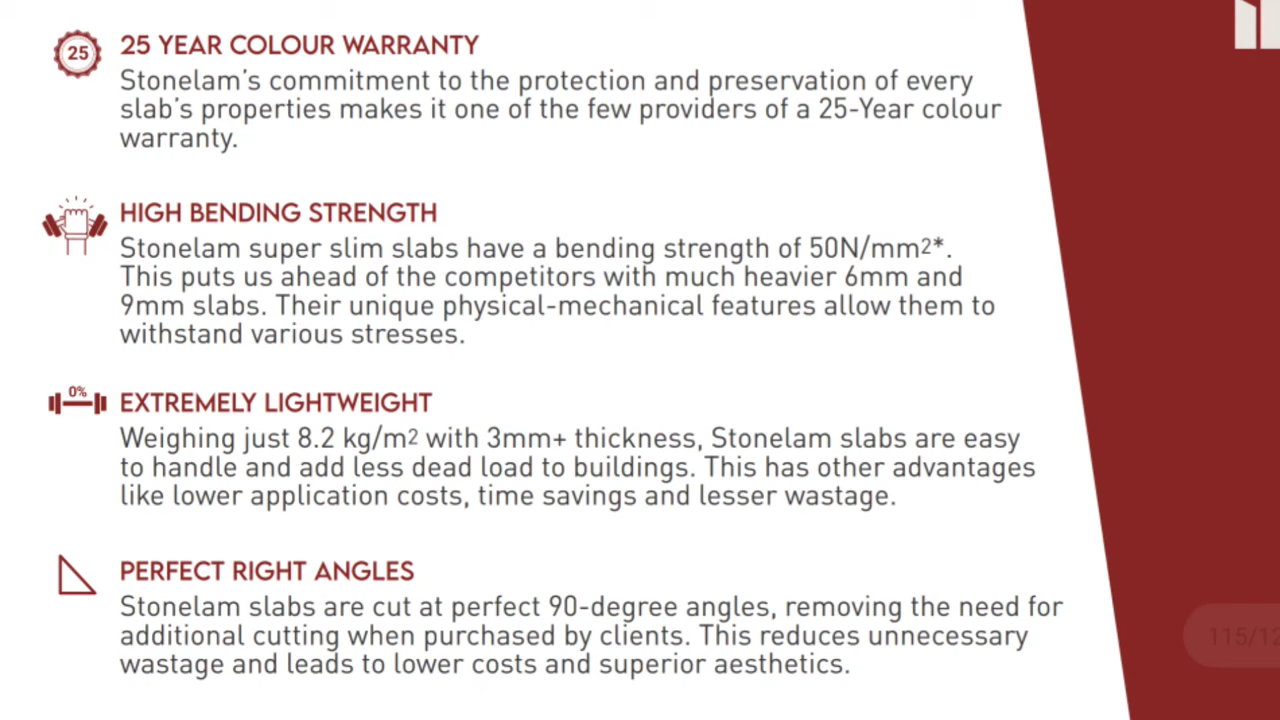 25
25 YEAR COLOUR WARRANTY
Stonelam's commitment to the protection and preservation of every
slab's properties makes it one of the few providers of a 25-Year colour
warranty.
HIGH BENDING STRENGTH
Stonelam super slim slabs have a bending strength of 50N/mm2*.
This puts us ahead of the competitors with much heavier 6mm and
9mm slabs. Their unique physical-mechanical features allow them to
withstand various stresses.
0%
EXTREMELY LIGHTWEIGHT
Weighing just 8.2 kg/m2 with 3mm+ thickness, Stonelam slabs are easy
to handle and add less dead load to buildings. This has other advantages
like lower application costs, time savings and lesser wastage.
PERFECT RIGHT ANGLES
Stonelam slabs are cut at perfect 90-degree angles, removing the need for
additional cutting when purchased by clients. This reduces unnecessary
wastage and leads to lower costs and superior aesthetics.